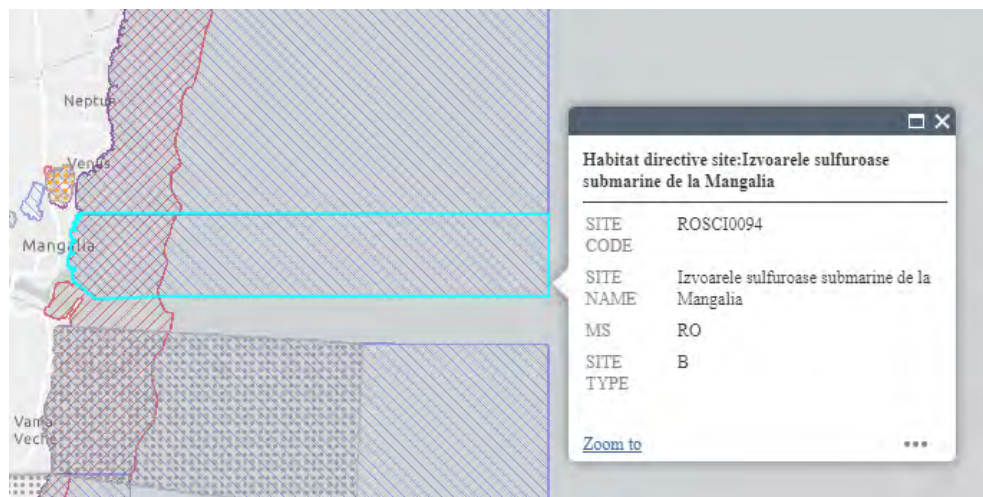 Neptun
Venus
Mangalia
Vama
Veche
Habitat directive site:Izvoarele sulfuroase
submarine de la Mangalia
SITE CODE ROSCI0094
SITE NAME Izvoarele sulfuroase submarine de la Mangalia
MS RO
SITE TYPE B
Zoom to